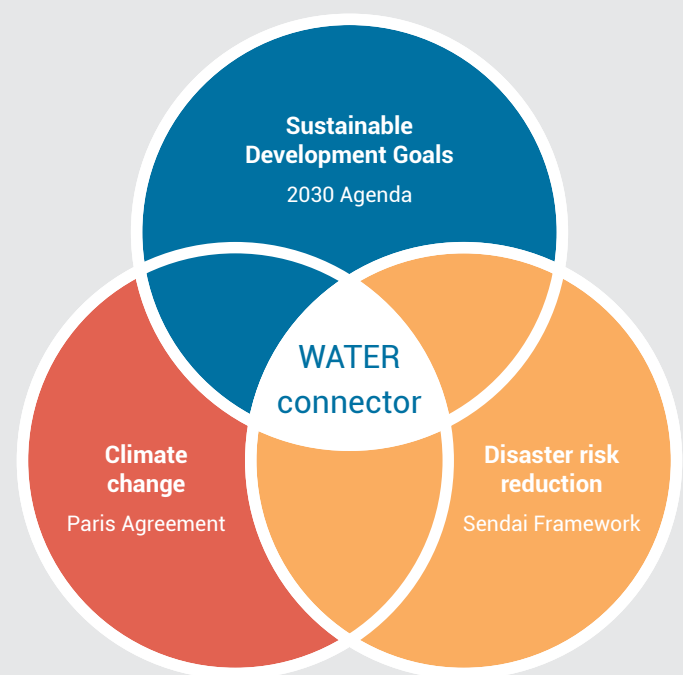 Sustainable
Development Goals
2030 Agenda
WATER
connector
Climate
change
Paris Agreement
Disaster risk
reduction
Sendai Framework